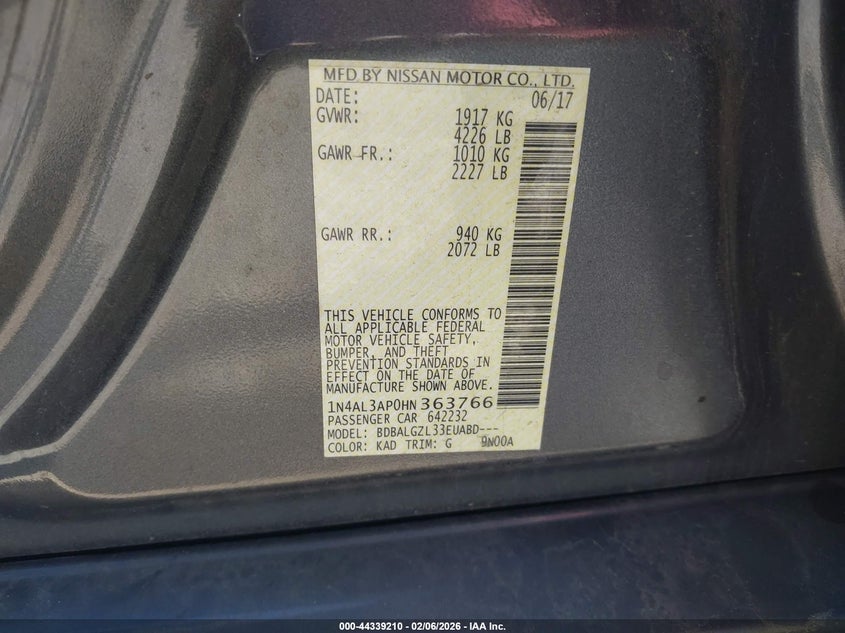 MFD BY NISSAN MOTOR CO., LTD.
DATE: 06/17
GVWR: 1917 KG
4226 LB
GAWR FR.: 1010 KG
2227 LB
GAWR RR.: 940 KG
2072 LB
THIS VEHICLE CONFORMS TO
ALL APPLICABLE FEDERAL
MOTOR VEHICLE SAFETY,
BUMPER, AND THEFT
PREVENTION STANDARDS IN
EFFECT ON THE DATE OF
MANUFACTURE SHOWN ABOVE.
1N4AL3AP0HN363766
PASSENGER CAR 642232
MODEL: BDBALGZL33EUABD---
COLOR: KAD TRIM: G 9N00A
000-44339210 - 02/06/2026 - IAA Inc.